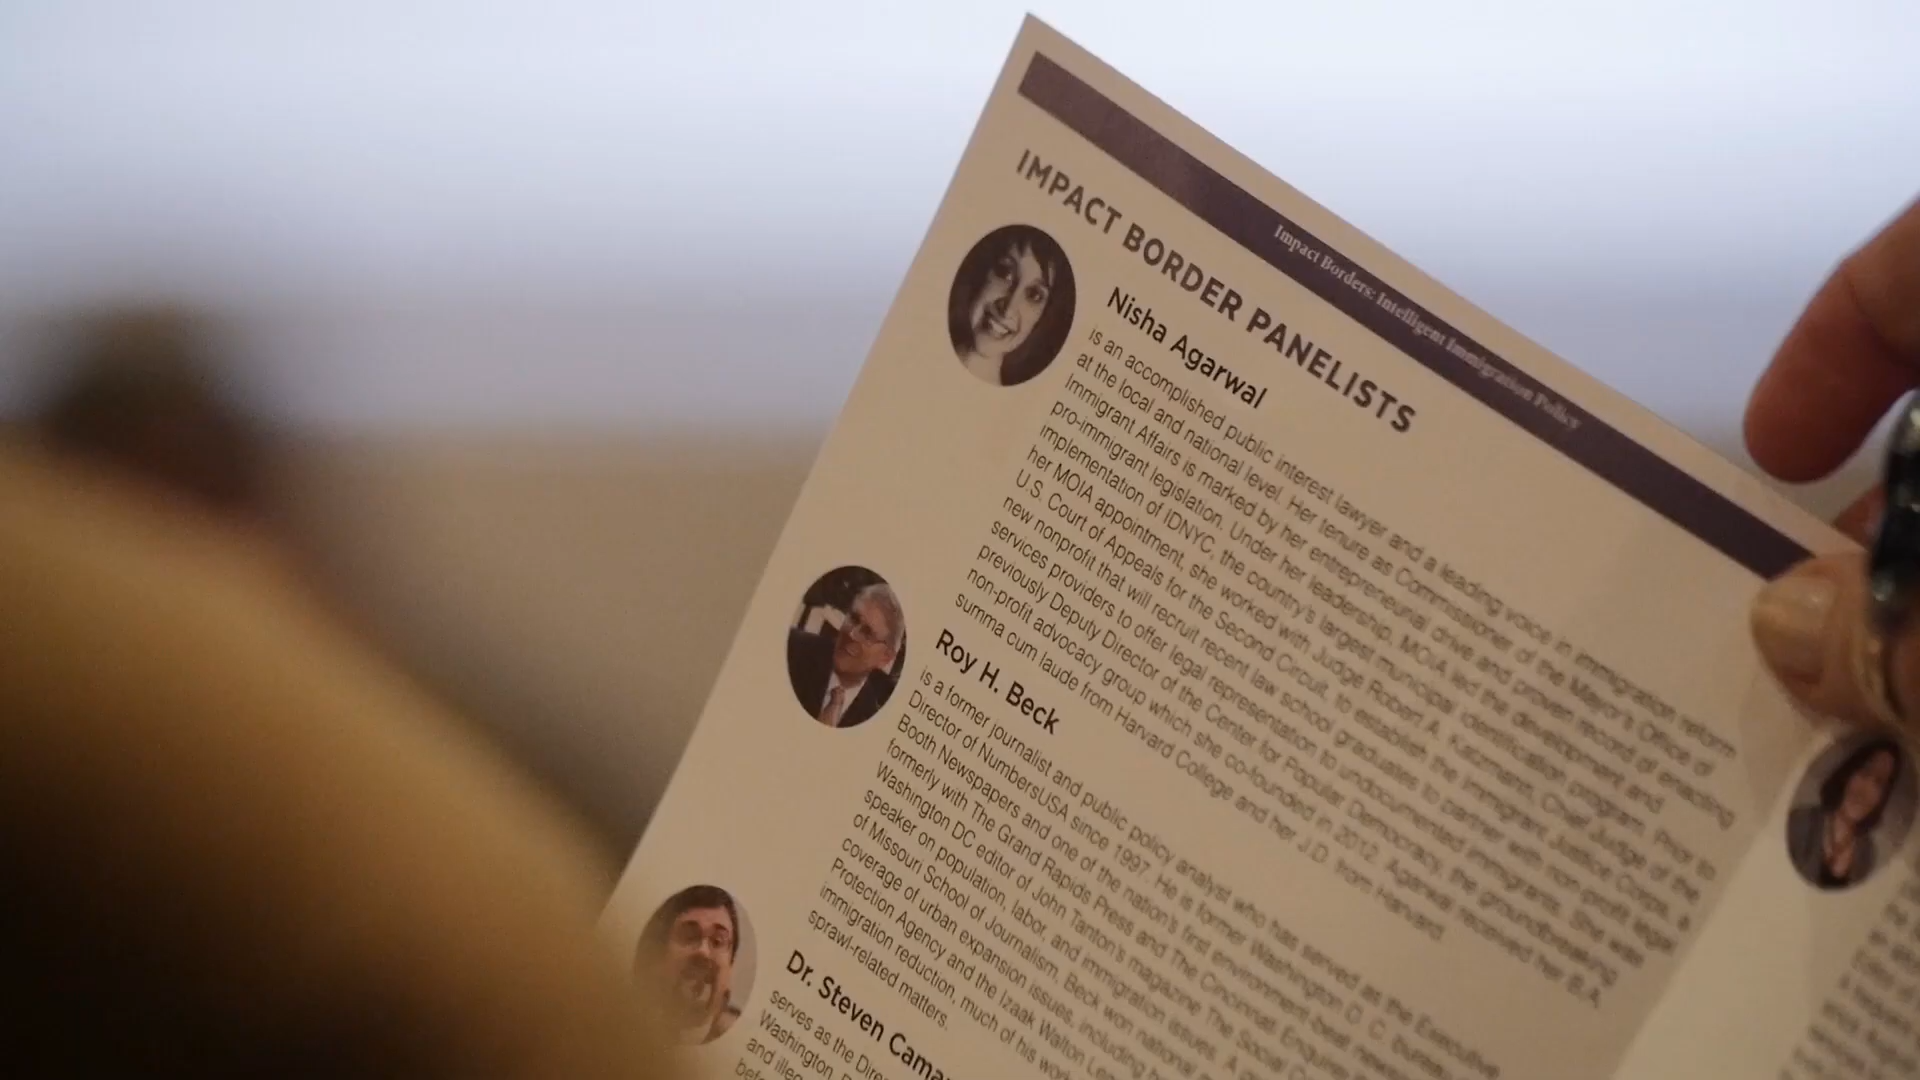 Impact Borders: Intelligent Immigration Policy
IMPACT BORDER PANELISTS
Nisha Agarwal
is an accomplished public interest lawyer and a leading voice in immigration reform
at the local and national level. Her tenure as Commissioner of the Mayor's Office of
Immigrant Affairs is marked by her entrepreneurial drive and proven record of enacting
pro-immigrant legislation. Under her leadership, MOIA led the development and
implementation of IDNYC, the country's largest municipal identification program. Prior to
her MOIA appointment, she worked with Judge Robert A. Katzmann, Chief Judge of the
U.S. Court of Appeals for the Second Circuit, to establish the Immigrant Justice Corps, a
new nonprofit that will recruit recent law school graduates to partner with non-profit legal
services providers to offer legal representation to undocumented immigrants. She was
previously Deputy Director of the Center for Popular Democracy, the groundbreaking
non-profit advocacy group which she co-founded in 2012. Agarwal received her B.A.
summa cum laude from Harvard College and her J.D. from Harvard
Roy H. Beck
is a former journalist and public policy analyst who has served as the Executive
Director of NumbersUSA since 1997. He is former Washington D. C. bureau
Booth Newspapers and one of the nation's first environment-beat
formerly with The Grand Rapids Press and The Cincinnati Enquirer
Washington DC editor of John Tanton's magazine The Social
speaker on population, labor, and immigration issues. A
of Missouri School of Journalism, Beck won national
coverage of urban expansion issues, including
Protection Agency and the Izaak Walton
immigration reduction, much of his work
sprawl-related matters.
Dr. Steven
serves as the
Washington,
and